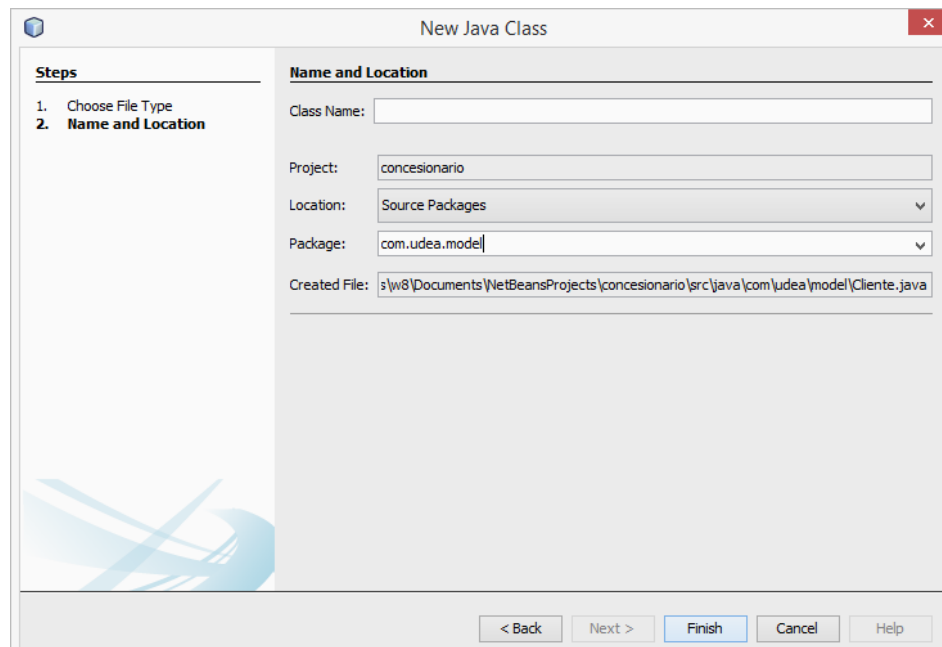 New Java Class
Steps
1. Choose File Type
2. Name and Location
Name and Location
Class Name:
Project: concesionario
Location: Source Packages
Package: com.udea.model
Created File: s\w8\Documents\NetBeansProjects\concesionario\src\java\com\udea\model\Cliente.java
< Back Next > Finish Cancel Help